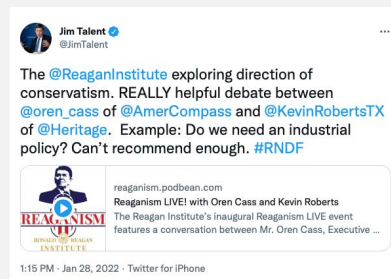 Jim Talent
@JimTalent
The @ReaganInstitute exploring direction of
conservatism. REALLY helpful debate between
@oren_cass of @AmerCompass and @KevinRobertsTX
of @Heritage. Example: Do we need an industrial
policy? Can't recommend enough. #RNDF
REAGANISM
RONALD REAGAN
INSTITUTE
reaganism.podbean.com
Reaganism LIVE! with Oren Cass and Kevin Roberts
The Reagan Institute's inaugural Reaganism LIVE event
features a conversation between Mr. Oren Cass, Executive ...
1:15 PM · Jan 28, 2022 · Twitter for iPhone